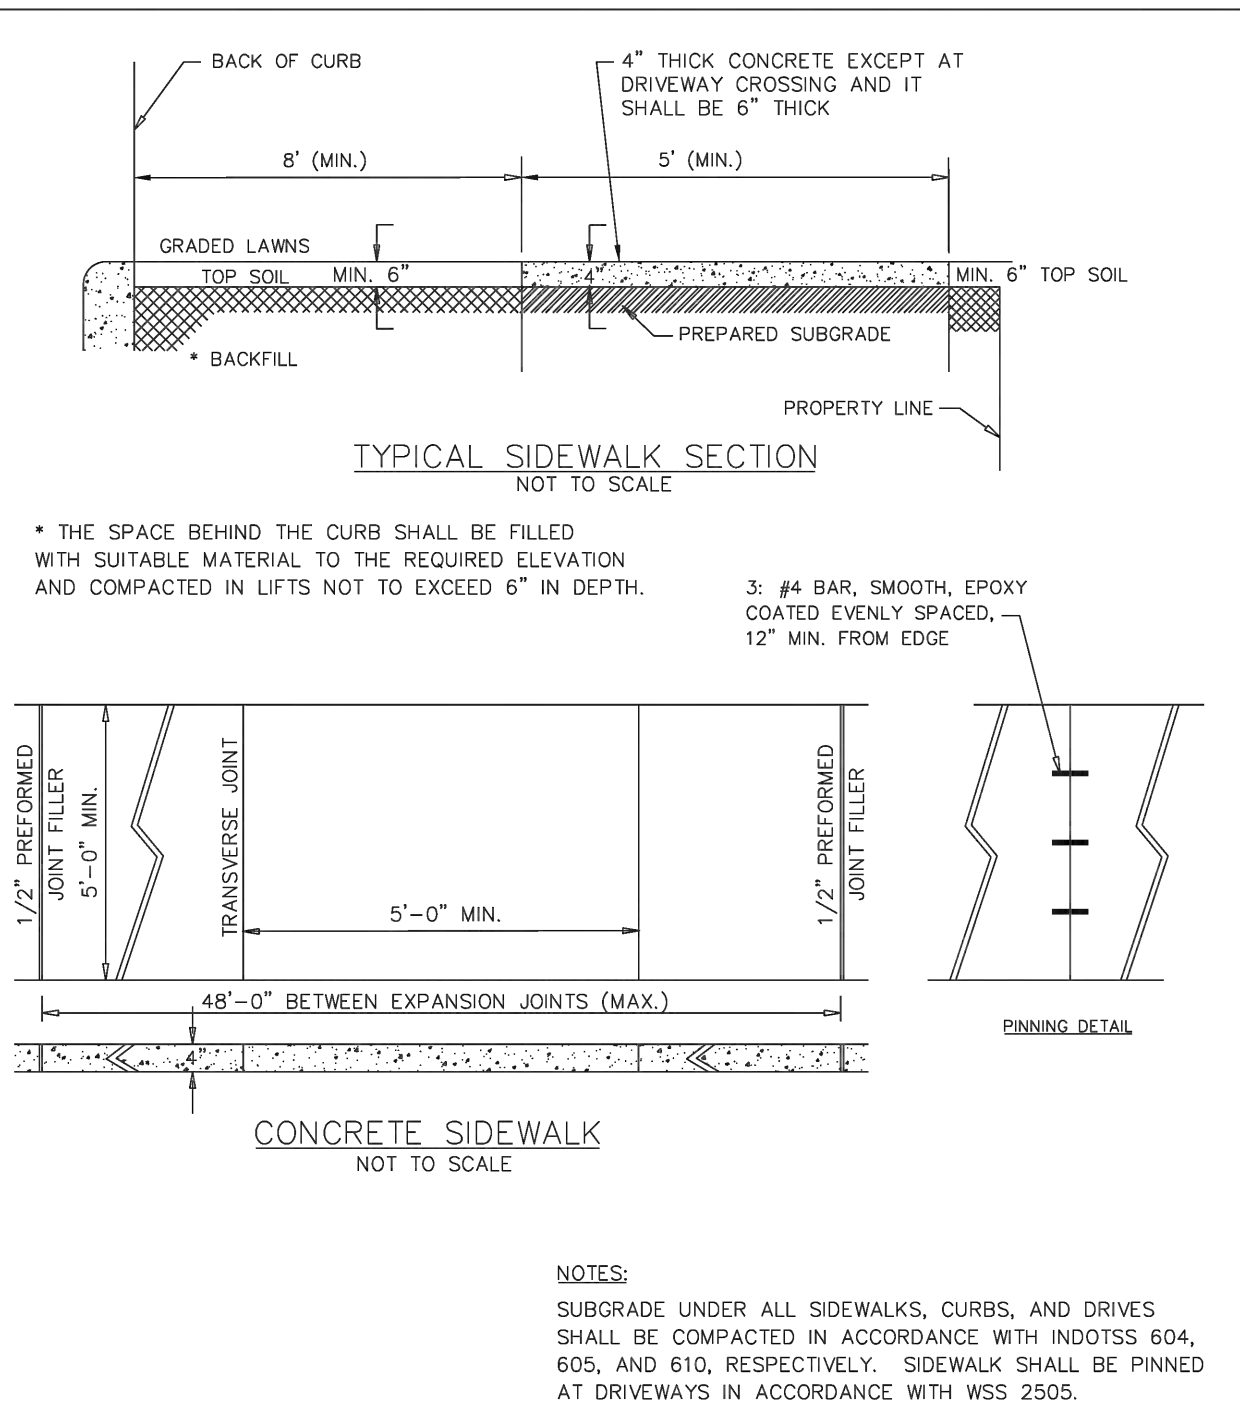 BACK OF CURB
4" THICK CONCRETE EXCEPT AT
DRIVEWAY CROSSING AND IT
SHALL BE 6" THICK
8' (MIN.)
5' (MIN.)
GRADED LAWNS
TOP SOIL
MIN. 6"
4"
MIN. 6" TOP SOIL
PREPARED SUBGRADE
* BACKFILL
PROPERTY LINE
TYPICAL SIDEWALK SECTION
NOT TO SCALE
* THE SPACE BEHIND THE CURB SHALL BE FILLED
WITH SUITABLE MATERIAL TO THE REQUIRED ELEVATION
AND COMPACTED IN LIFTS NOT TO EXCEED 6" IN DEPTH.
3: #4 BAR, SMOOTH, EPOXY
COATED EVENLY SPACED,
12" MIN. FROM EDGE
1/2" PREFORMED
JOINT FILLER
5'-0" MIN.
TRANSVERSE JOINT
5'-0" MIN.
1/2" PREFORMED
JOINT FILLER
48'-0" BETWEEN EXPANSION JOINTS (MAX.)
4"
PINNING DETAIL
CONCRETE SIDEWALK
NOT TO SCALE
NOTES:
SUBGRADE UNDER ALL SIDEWALKS, CURBS, AND DRIVES
SHALL BE COMPACTED IN ACCORDANCE WITH INDOTSS 604,
605, AND 610, RESPECTIVELY. SIDEWALK SHALL BE PINNED
AT DRIVEWAYS IN ACCORDANCE WITH WSS 2505.